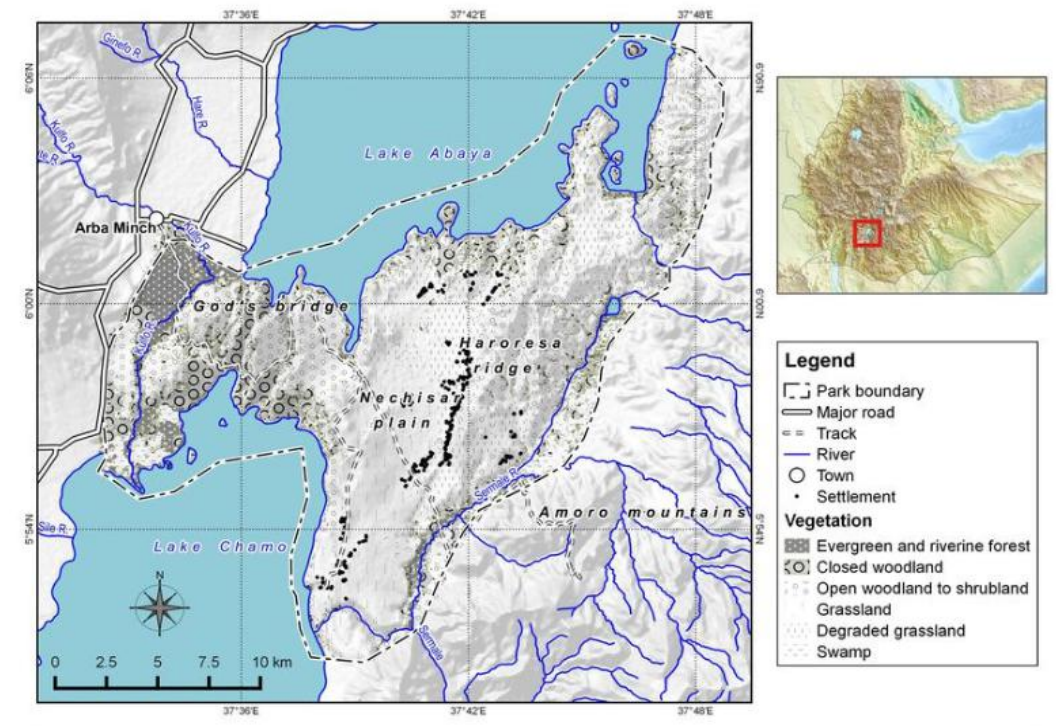 37°36'E
37°42'E
37°48'E
6°06'N
6°06'N
Ginefa R.
Kulfo R.
Hare R.
Lake Abaya
Arba Minch
Kulfo R.
6°00'N
6°00'N
God's bridge
Kulfo R.
Haroresa
ridge
Nechisar
plain
Sermale R.
Amoro mountains
5°54'N
5°54'N
Sile R.
Lake Chamo
N
Sermale
0 2.5 5 7.5 10 km
37°36'E
37°42'E
37°48'E
Legend
Park boundary
Major road
Track
River
Town
Settlement
Vegetation
Evergreen and riverine forest
Closed woodland
Open woodland to shrubland
Grassland
Degraded grassland
Swamp